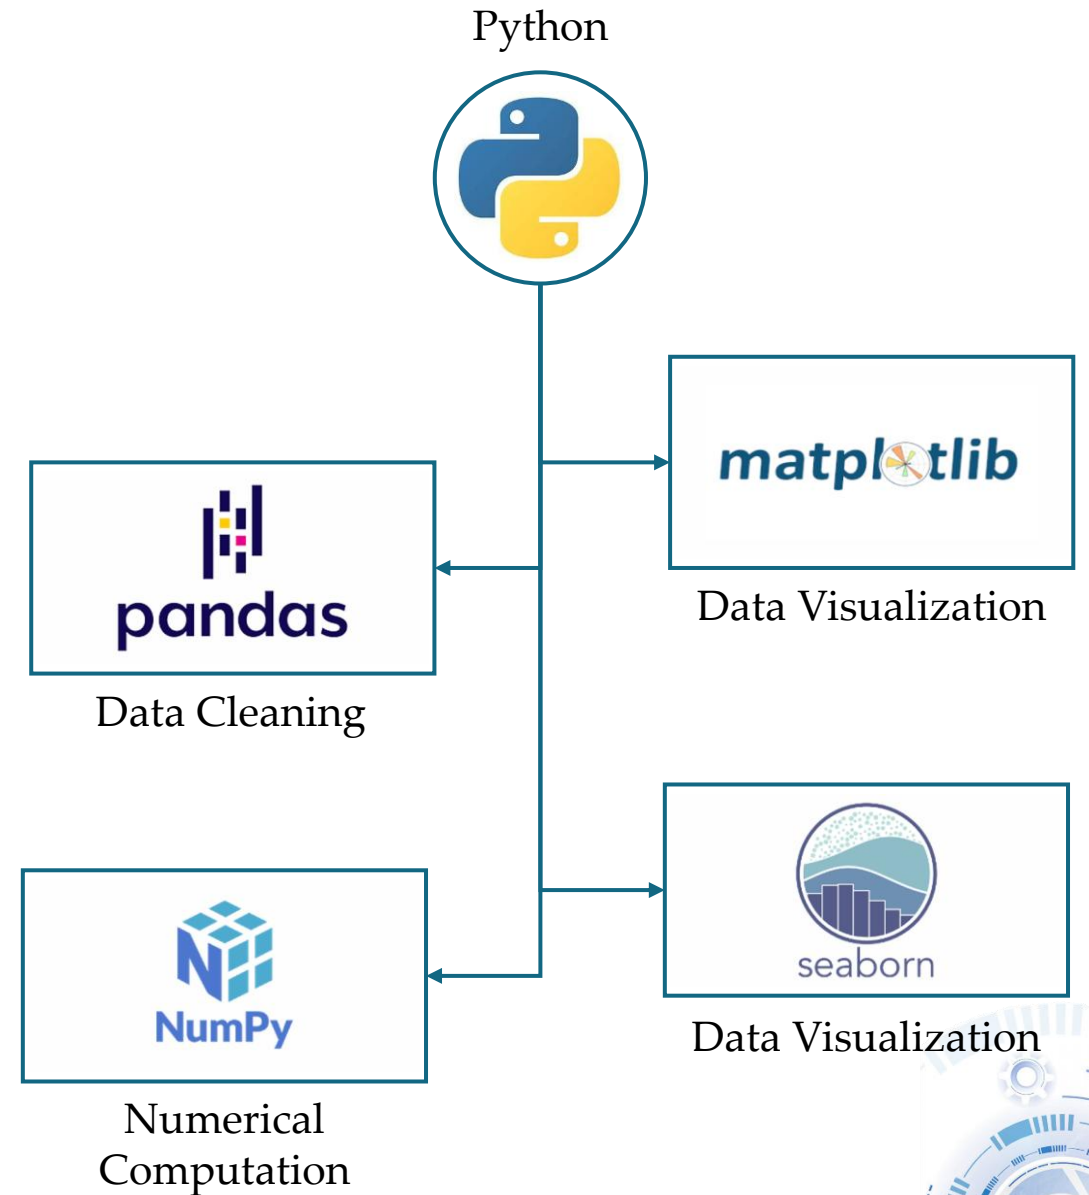 Python
matplotlib
Data Visualization
pandas
Data Cleaning
seaborn
Data Visualization
NumPy
Numerical
Computation